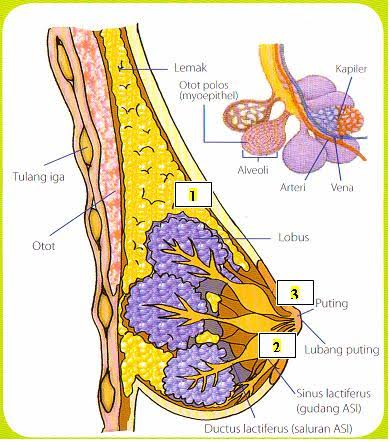 Lemak
Otot polos
(myoepithel)
Kapiler
Alveoli
Arteri
Vena
Tulang iga
Otot
1
Lobus
3
Puting
2
Lubang puting
Sinus lactiferus
(gudang ASI)
Ductus lactiferus (saluran ASI)